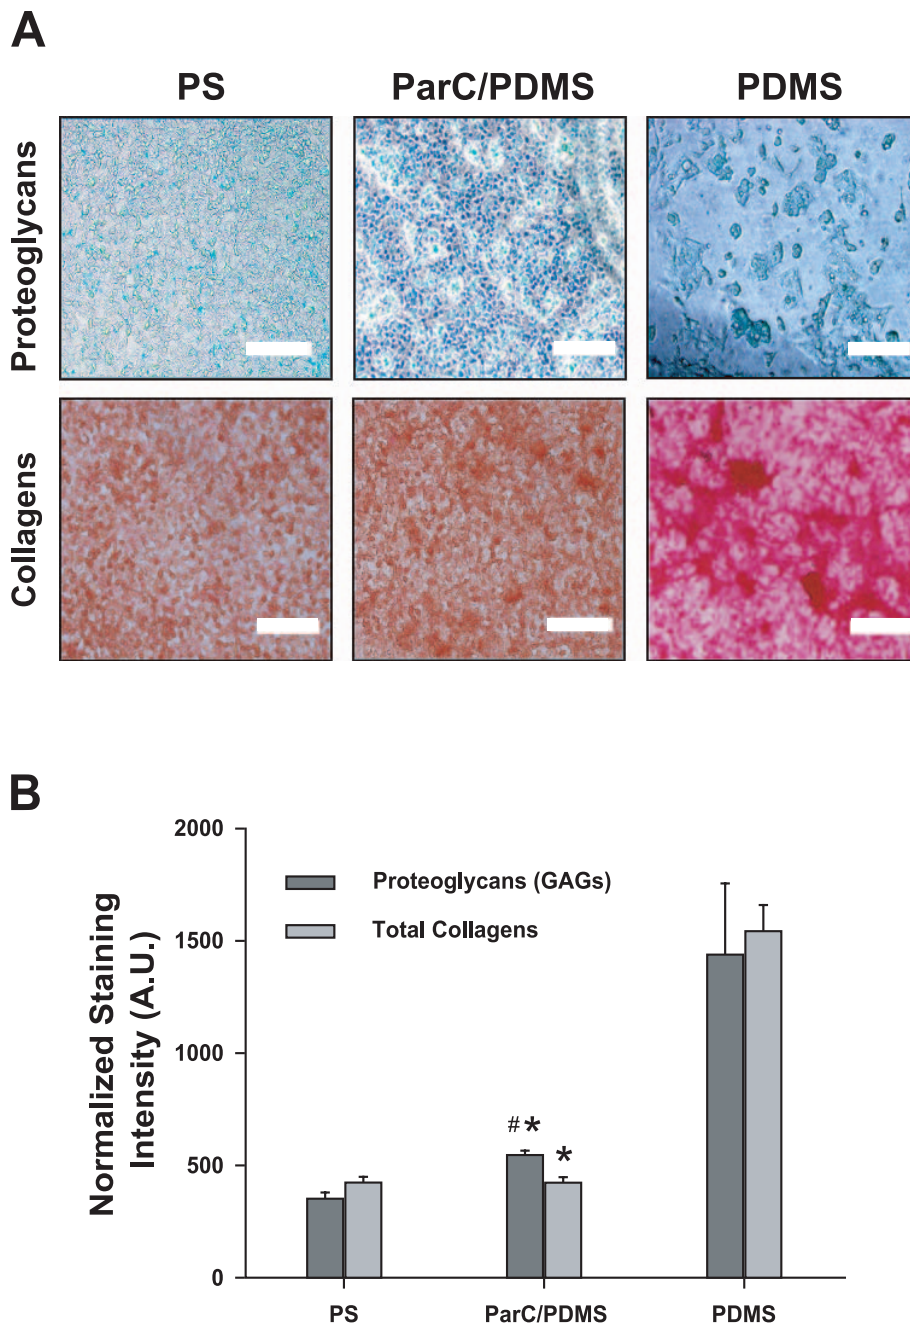 A
PS ParC/PDMS PDMS
Proteoglycans
Collagens
B
Normalized Staining
Intensity (A.U.)
2000
1500
1000
500
0
Proteoglycans (GAGs)
Total Collagens
#*
*
PS ParC/PDMS PDMS